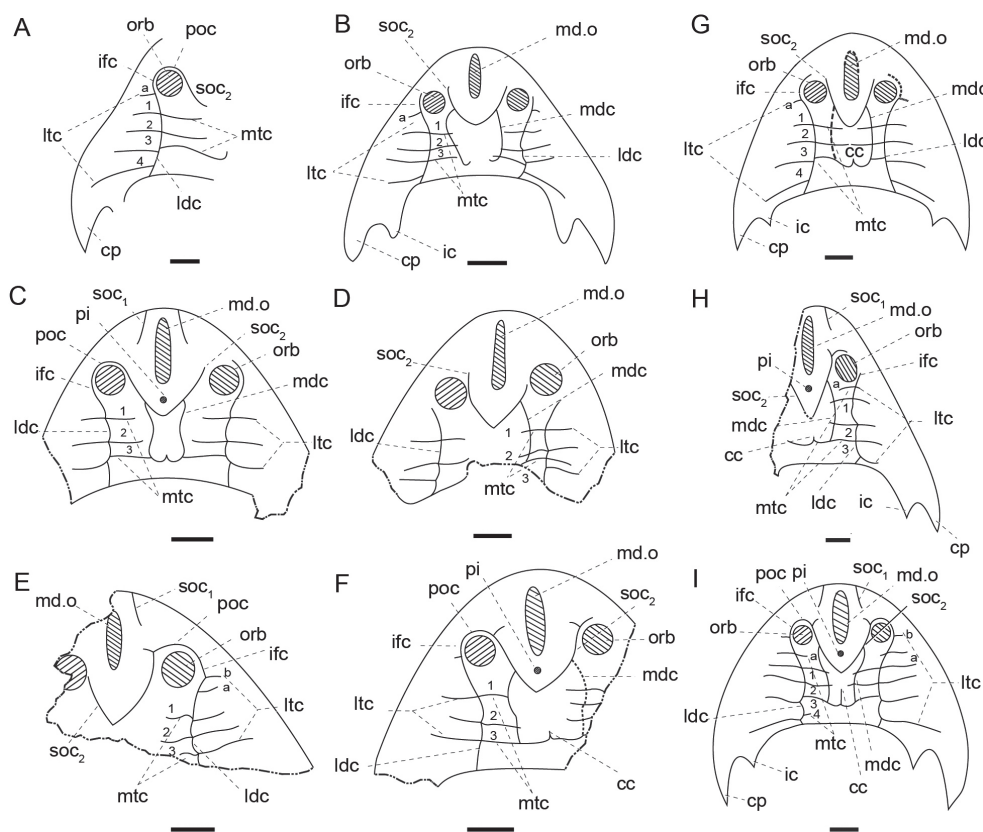 A
orb
poc
ifc
a
soc2
1
2
3
4
ltc
mtc
ldc
cp
B
soc2
md.o
orb
ifc
a
mdc
1
2
3
ltc
ldc
mtc
ic
cp
G
soc2
md.o
orb
ifc
a
mdc
1
2
3
4
cc
ltc
ldc
mtc
ic
cp
C
soc1
pi
md.o
poc
soc2
orb
ifc
mdc
1
2
3
ldc
ltc
mtc
D
md.o
soc2
orb
mdc
1
2
3
ldc
ltc
mtc
H
soc1
md.o
orb
pi
ifc
a
soc2
1
2
3
ltc
mdc
cc
mtc
ldc
ic
cp
E
md.o
soc1
poc
orb
ifc
b
a
ltc
1
2
3
soc2
mtc
ldc
F
md.o
pi
poc
soc2
ifc
orb
mdc
1
2
3
ltc
ldc
cc
mtc
I
poc
pi
soc1
md.o
ifc
soc2
orb
b
a
a
1
2
3
4
ltc
ldc
mtc
mdc
ic
cc
cp